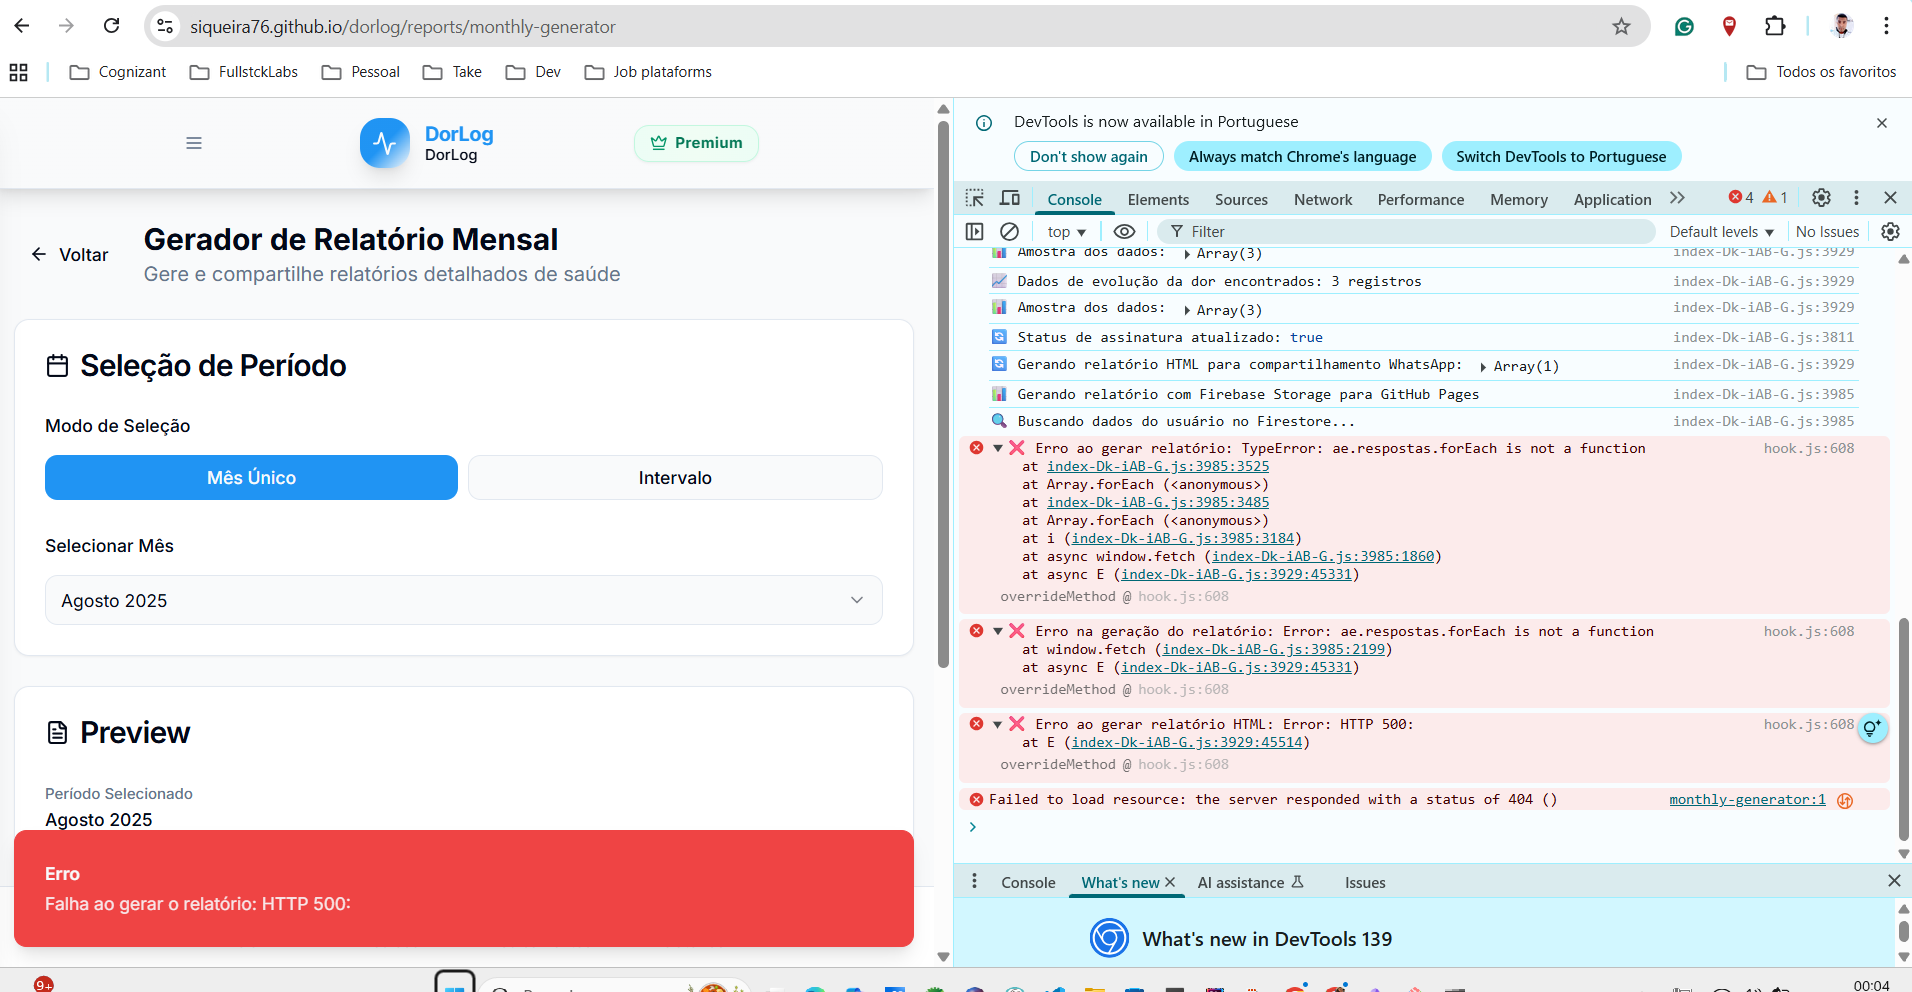 siqueira76.github.io/dorlog/reports/monthly-generator
Cognizant FullstckLabs Pessoal Take Dev Job plataforms Todos os favoritos
DorLog
DorLog
Premium
Voltar
Gerador de Relatório Mensal
Gere e compartilhe relatórios detalhados de saúde
Seleção de Período
Modo de Seleção
Mês Único Intervalo
Selecionar Mês
Agosto 2025
Preview
Período Selecionado
Agosto 2025
Erro
Falha ao gerar o relatório: HTTP 500:
DevTools is now available in Portuguese
Don't show again Always match Chrome's language Switch DevTools to Portuguese
Console Elements Sources Network Performance Memory Application 4 1
top Filter Default levels No Issues
Amostra dos dados: Array(3) index-Dk-iAB-G.js:3929
Dados de evolução da dor encontrados: 3 registros index-Dk-iAB-G.js:3929
Amostra dos dados: Array(3) index-Dk-iAB-G.js:3929
Status de assinatura atualizado: true index-Dk-iAB-G.js:3811
Gerando relatório HTML para compartilhamento WhatsApp: Array(1) index-Dk-iAB-G.js:3929
Gerando relatório com Firebase Storage para GitHub Pages index-Dk-iAB-G.js:3985
Buscando dados do usuário no Firestore... index-Dk-iAB-G.js:3985
Erro ao gerar relatório: TypeError: ae.respostas.forEach is not a function hook.js:608
at index-Dk-iAB-G.js:3985:3525
at Array.forEach (<anonymous>)
at index-Dk-iAB-G.js:3985:3485
at Array.forEach (<anonymous>)
at i (index-Dk-iAB-G.js:3985:3184)
at async window.fetch (index-Dk-iAB-G.js:3985:1860)
at async E (index-Dk-iAB-G.js:3929:45331)
overrideMethod @ hook.js:608
Erro na geração do relatório: Error: ae.respostas.forEach is not a function hook.js:608
at window.fetch (index-Dk-iAB-G.js:3985:2199)
at async E (index-Dk-iAB-G.js:3929:45331)
overrideMethod @ hook.js:608
Erro ao gerar relatório HTML: Error: HTTP 500: hook.js:608
at E (index-Dk-iAB-G.js:3929:45514)
overrideMethod @ hook.js:608
Failed to load resource: the server responded with a status of 404 () monthly-generator:1
Console What's new AI assistance Issues
What's new in DevTools 139
9+
00:04